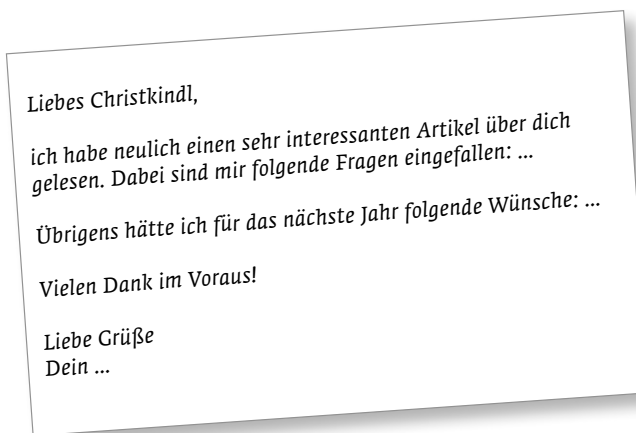 Liebes Christkindl,
ich habe neulich einen sehr interessanten Artikel über dich
gelesen. Dabei sind mir folgende Fragen eingefallen: ...
Übrigens hätte ich für das nächste Jahr folgende Wünsche: ...
Vielen Dank im Voraus!
Liebe Grüße
Dein ...